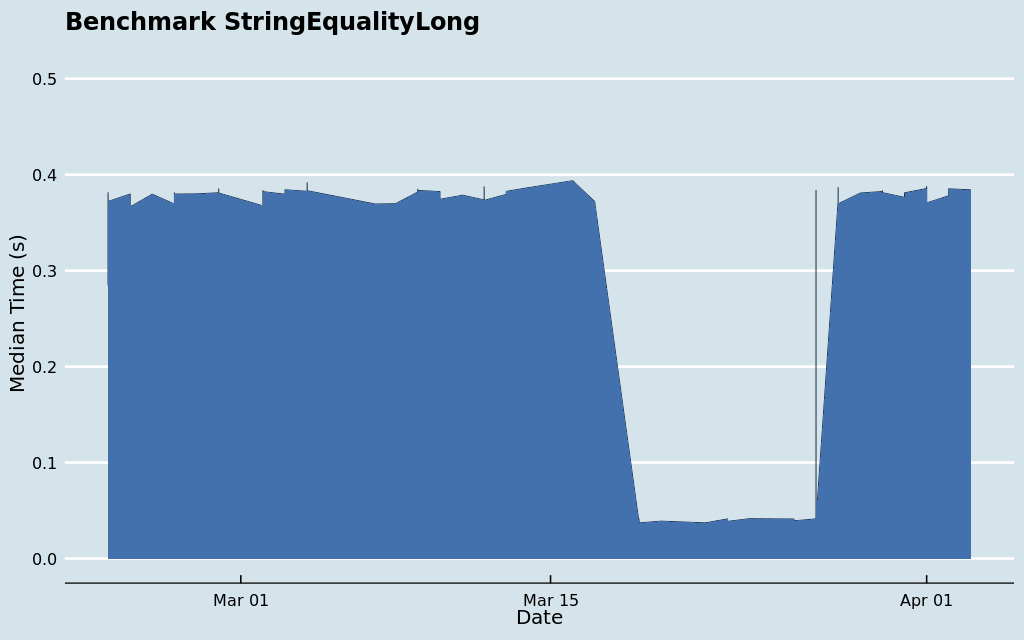 Benchmark StringEqualityLong
0.5
0.4
0.3
0.2
0.1
0.0
Median Time (s)
Mar 01
Mar 15
Apr 01
Date